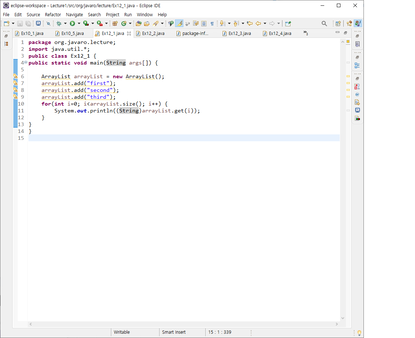 eclipse-workspace - Lecture1/src/org/javaro/lecture/Ex12_1.java - Eclipse IDE
File Edit Source Refactor Navigate Search Project Run Window Help
Ex10_1.java Ex10_5.java Ex12_1.java Ex12_2.java package-inf... Ex12_3.java Ex12_4.java
1 package org.javaro.lecture;
2 import java.util.*;
3 public class Ex12_1 {
4 public static void main(String args[]) {
5
6 ArrayList arrayList = new ArrayList();
7 arrayList.add("first");
8 arrayList.add("second");
9 arrayList.add("third");
10 for(int i=0; i<arrayList.size(); i++) {
11 System.out.println((String)arrayList.get(i));
12 }
13 }
14 }
15
Writable Smart Insert 15 : 1 : 339